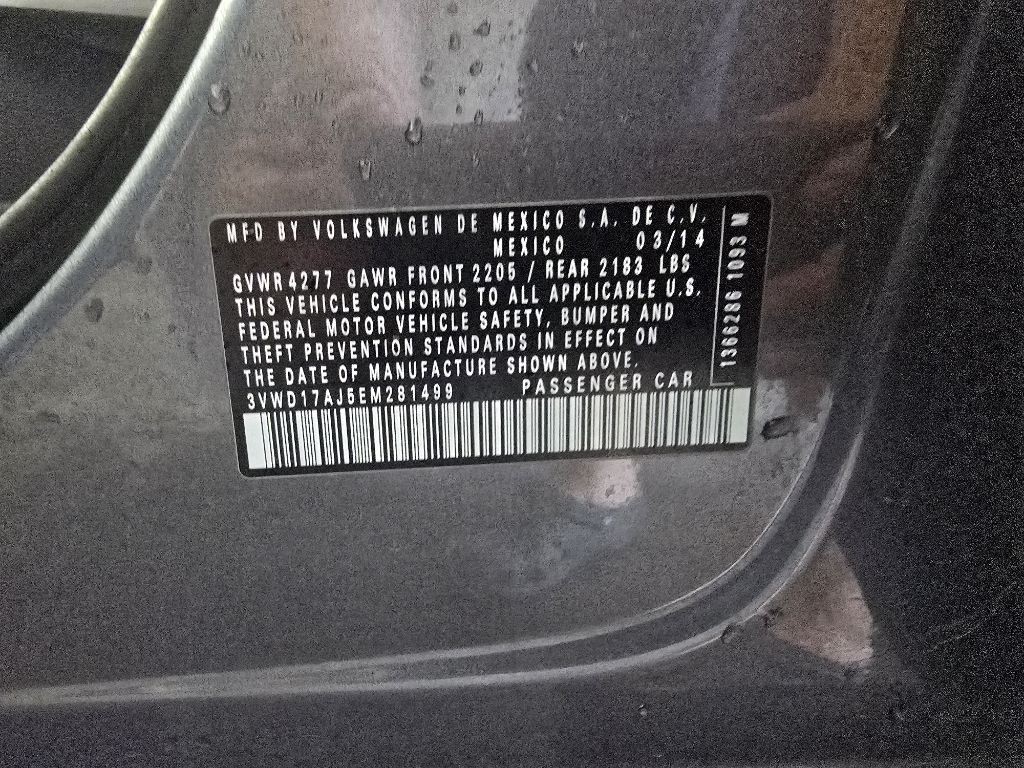 MFD BY VOLKSWAGEN DE MEXICO S.A. DE C.V.
MEXICO 03/14
GVWR 4277 GAWR FRONT 2205 / REAR 2183 LBS
THIS VEHICLE CONFORMS TO ALL APPLICABLE U.S.
FEDERAL MOTOR VEHICLE SAFETY, BUMPER AND
THEFT PREVENTION STANDARDS IN EFFECT ON
THE DATE OF MANUFACTURE SHOWN ABOVE.
3VWD17AJ5EM281499 PASSENGER CAR
1366286 1093 M